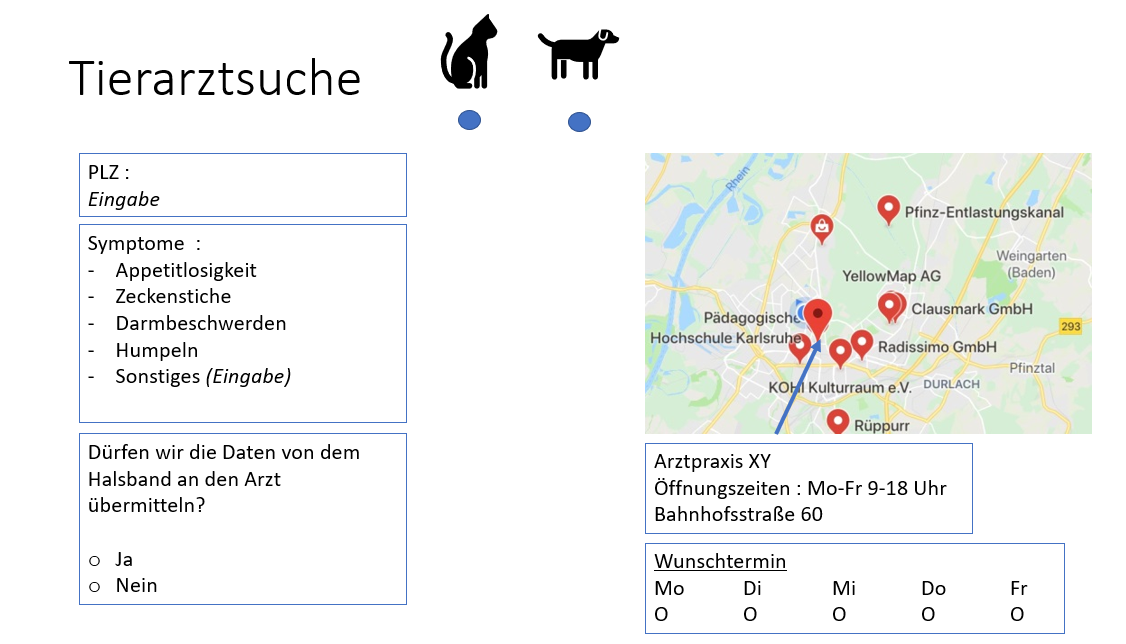 Tierarztsuche
PLZ :
Eingabe
Symptome  :
- Appetitlosigkeit
- Zeckenstiche
- Darmbeschwerden
- Humpeln
- Sonstiges (Eingabe)
Dürfen wir die Daten von dem
Halsband an den Arzt
übermitteln?
o Ja
o Nein
Rhein
Pfinz-Entlastungskanal
Weingarten
(Baden)
YellowMap AG
Clausmark GmbH
Pädagogische
Hochschule Karlsruhe
293
Radissimo GmbH
Pfinztal
KOHI Kulturraum e.V.
DURLACH
Rüppurr
Arztpraxis XY
Öffnungszeiten : Mo-Fr 9-18 Uhr
Bahnhofsstraße 60
Wunschtermin
Mo Di Mi Do Fr
O O O O O